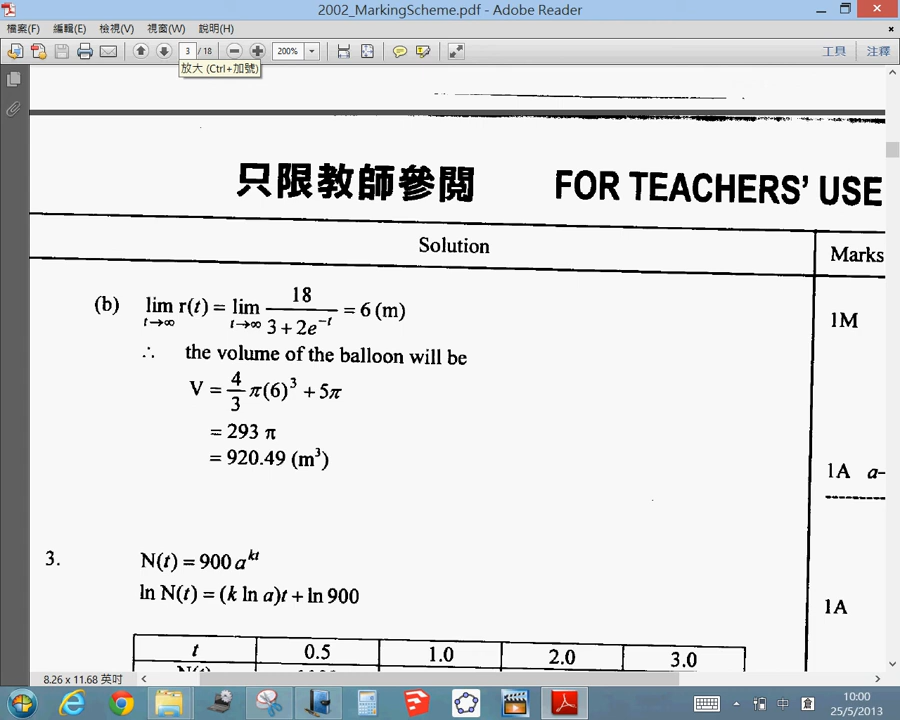 2002_MarkingScheme.pdf - Adobe Reader
檔案(F) 編輯(E) 檢視(V) 視窗(W) 說明(H)
3 / 18 200% 工具 注釋
放大 (Ctrl+加號)
只限教師參閱 FOR TEACHERS' USE
Solution Marks
(b) lim t→∞ r(t) = lim t→∞ 18 / (3 + 2e^{-t}) = 6 (m) 1M
∴ the volume of the balloon will be
V = 4/3 π(6)³ + 5π
= 293 π
= 920.49 (m³)
1A a–
3. N(t) = 900 a^{kt}
ln N(t) = (k ln a)t + ln 900 1A
t 0.5 1.0 2.0 3.0
8.26 x 11.68 英吋
中
10:00
25/5/2013